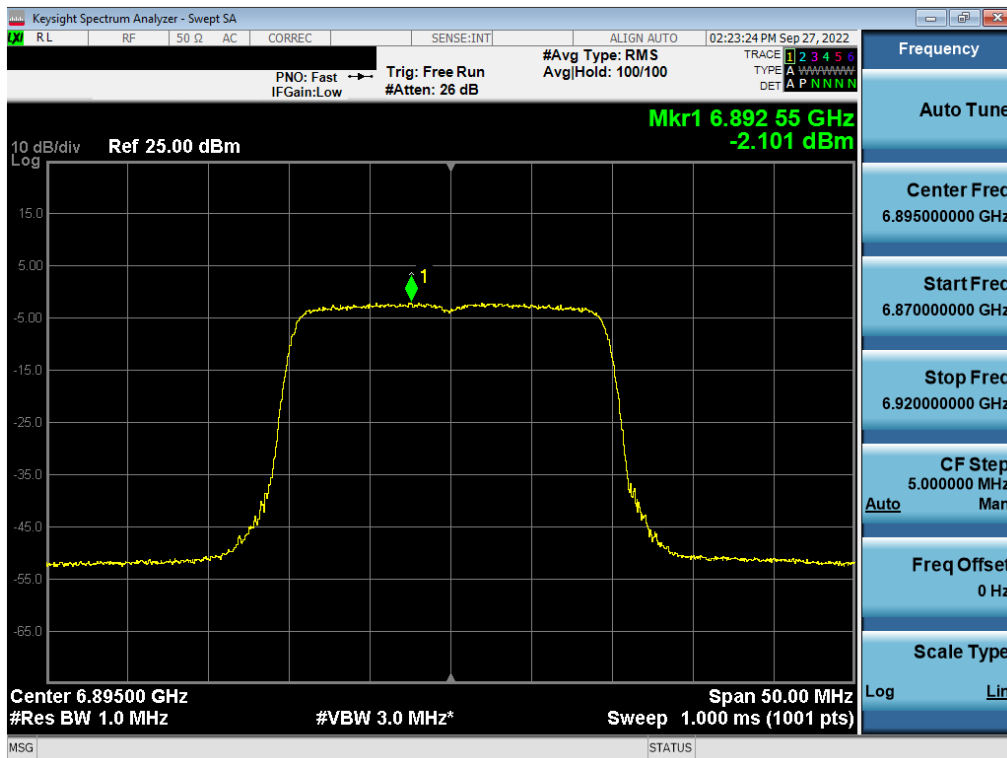 Keysight Spectrum Analyzer - Swept SA
LXI RL RF 50 Ω AC CORREC SENSE:INT ALIGN AUTO 02:23:24 PM Sep 27, 2022
PNO: Fast
IFGain:Low
Trig: Free Run
#Atten: 26 dB
#Avg Type: RMS
Avg|Hold: 100/100
TRACE 1 2 3 4 5 6
TYPE A WWWWW
DET A P N N N N
Mkr1 6.892 55 GHz
-2.101 dBm
10 dB/div Ref 25.00 dBm
Log
1
15.0
5.00
-5.00
-15.0
-25.0
-35.0
-45.0
-55.0
-65.0
Center 6.89500 GHz Span 50.00 MHz
#Res BW 1.0 MHz #VBW 3.0 MHz* Sweep 1.000 ms (1001 pts)
MSG STATUS
Frequency
Auto Tune
Center Freq
6.895000000 GHz
Start Freq
6.870000000 GHz
Stop Freq
6.920000000 GHz
CF Step
5.000000 MHz
Auto Man
Freq Offset
0 Hz
Scale Type
Log Lin